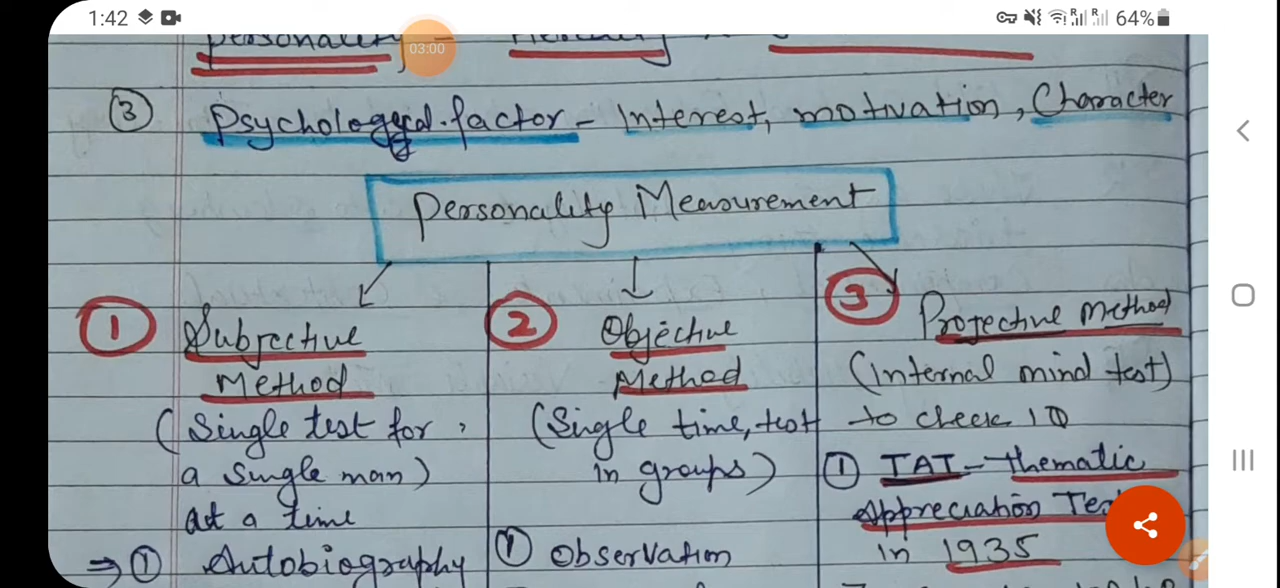 1:42
64%
03:00
personality
③ Psychological factor - Interest, motivation, Character
Personality Measurement
① Subjective
Method
(Single test for
a single man)
at a time
⇒ ① Autobiography
② Objective
Method
(Single time, test
in groups)
① Observation
③ Projective Method
(Internal mind test)
to check IQ
① TAT - Thematic
Appreciation Test
in 1935